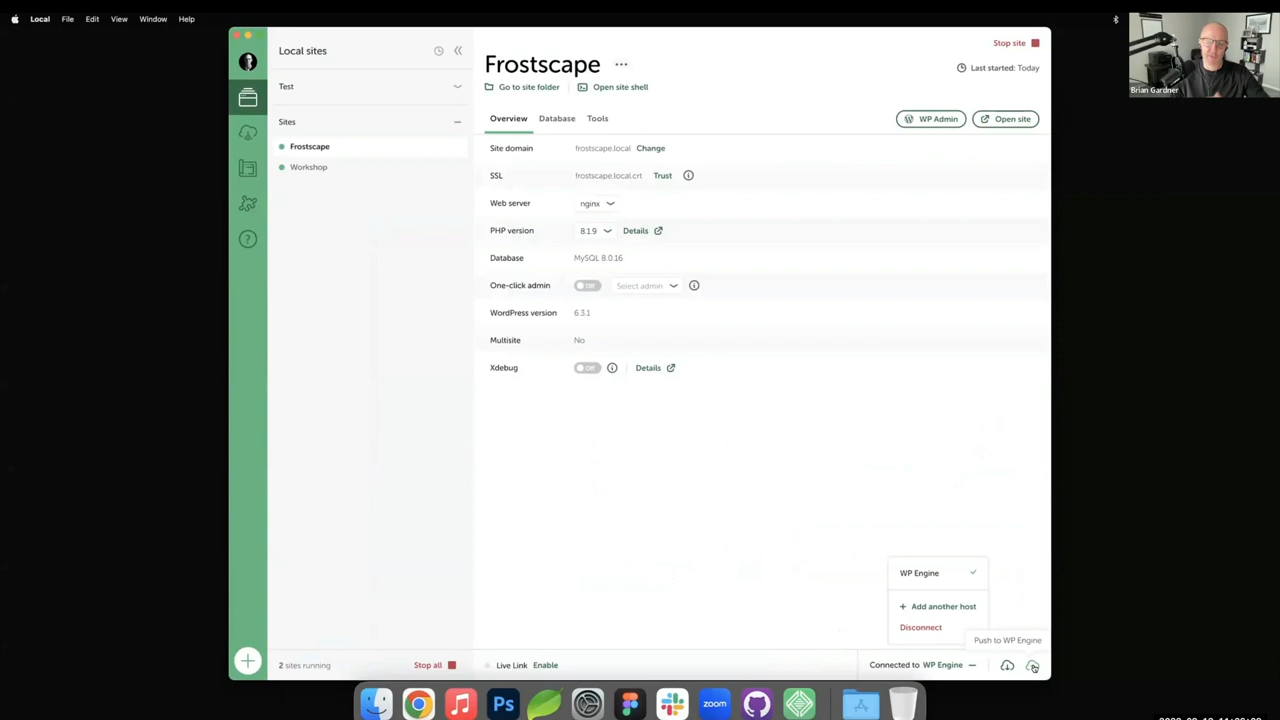 Local File Edit View Window Help
Brian Gardner
Local sites
Test
Sites
Frostscape
Workshop
2 sites running Stop all
Frostscape ...
Stop site
Go to site folder Open site shell
Last started: Today
Overview Database Tools
WP Admin Open site
Site domain frostscape.local Change
SSL frostscape.local.crt Trust
Web server nginx
PHP version 8.1.9 Details
Database MySQL 8.0.16
One-click admin Off Select admin
WordPress version 6.3.1
Multisite No
Xdebug Off Details
WP Engine
+ Add another host
Disconnect
Push to WP Engine
Live Link Enable
Connected to WP Engine
Ps
zoom